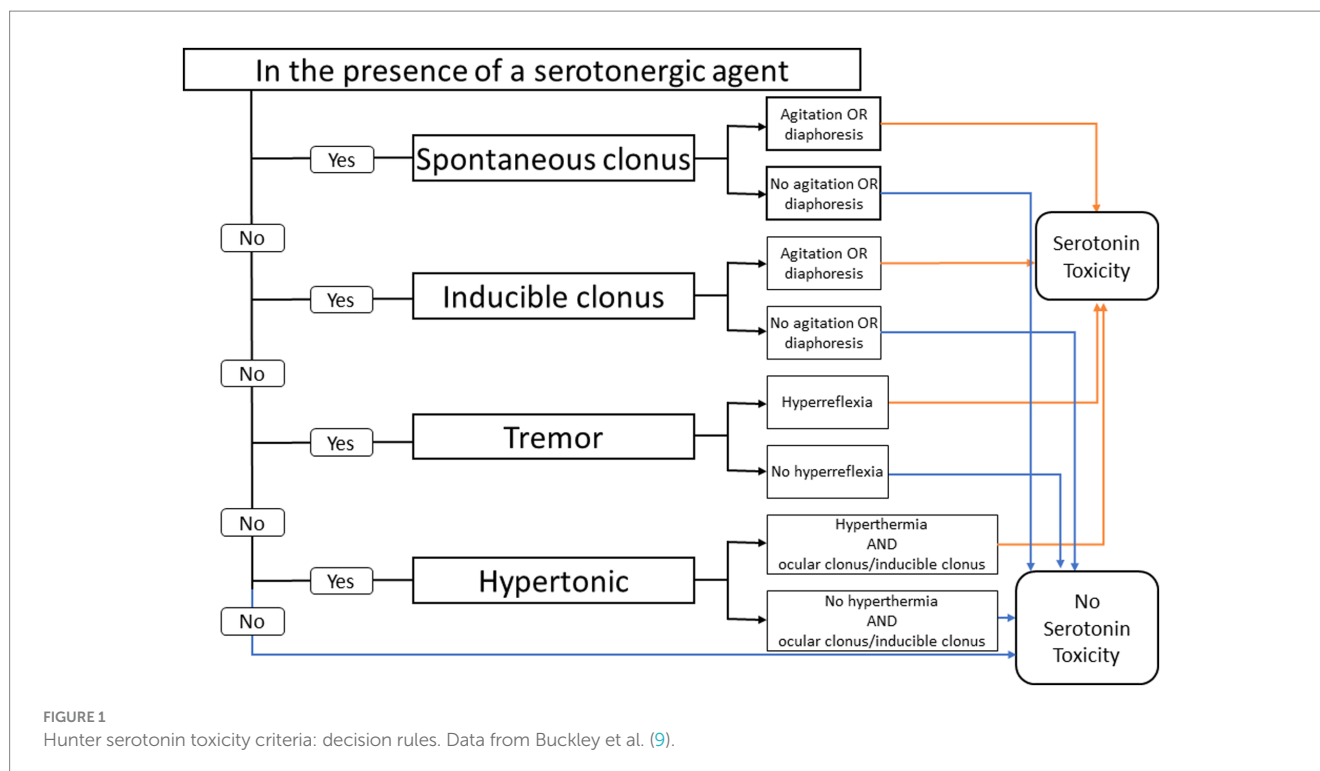 In the presence of a serotonergic agent
Yes
Spontaneous clonus
Agitation OR
diaphoresis
No agitation OR
diaphoresis
No
Serotonin
Toxicity
Yes
Inducible clonus
Agitation OR
diaphoresis
No agitation OR
diaphoresis
No
Yes
Tremor
Hyperreflexia
No hyperreflexia
No
Yes
Hypertonic
Hyperthermia
AND
ocular clonus/inducible clonus
No hyperthermia
AND
ocular clonus/inducible clonus
No
No
Serotonin
Toxicity
FIGURE 1
Hunter serotonin toxicity criteria: decision rules. Data from Buckley et al. (9).